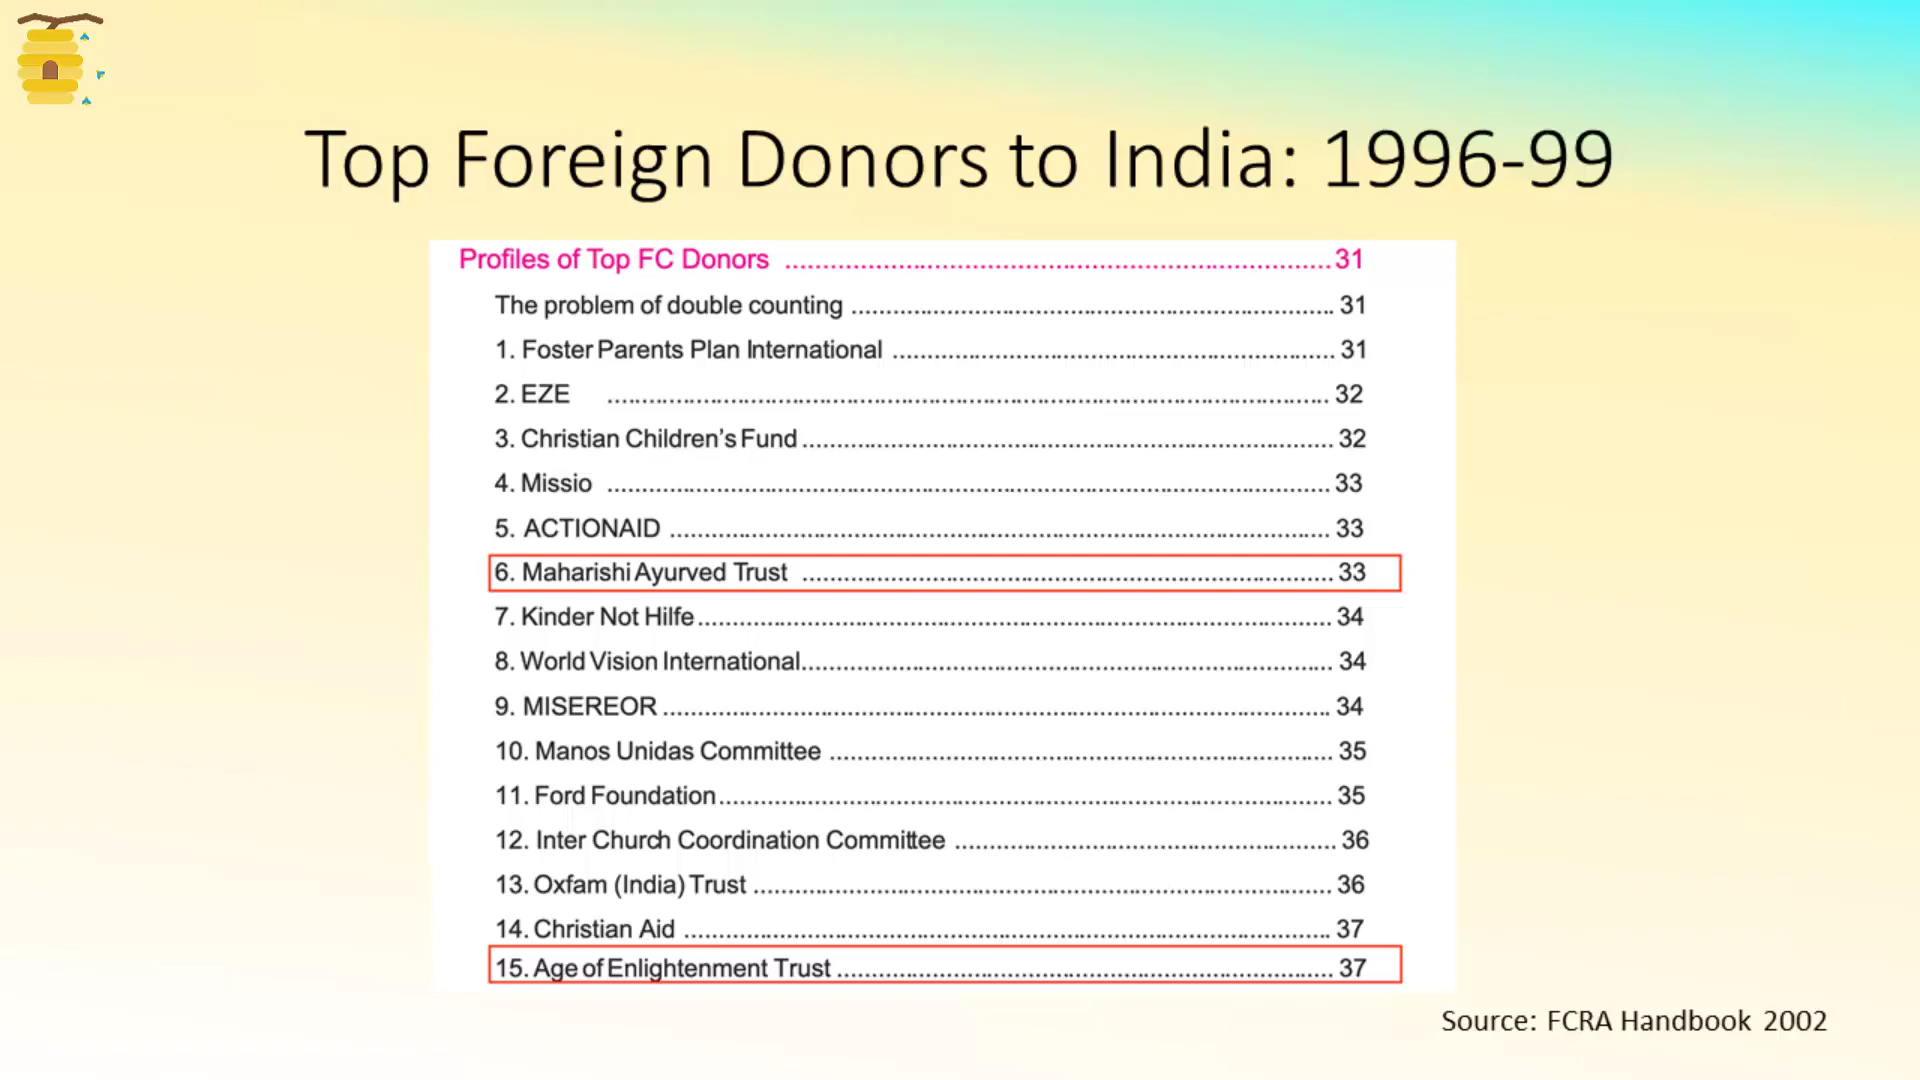 Top Foreign Donors to India: 1996-99
Profiles of Top FC Donors ........................................................................ 31
The problem of double counting ................................................................ 31
1. Foster Parents Plan International .......................................................... 31
2. EZE ................................................................................................ 32
3. Christian Children's Fund ...................................................................... 32
4. Missio ............................................................................................. 33
5. ACTIONAID ...................................................................................... 33
6. Maharishi Ayurved Trust ...................................................................... 33
7. Kinder Not Hilfe .................................................................................. 34
8. World Vision International...................................................................... 34
9. MISEREOR ....................................................................................... 34
10. Manos Unidas Committee .................................................................. 35
11. Ford Foundation ................................................................................ 35
12. Inter Church Coordination Committee .................................................. 36
13. Oxfam (India) Trust ............................................................................ 36
14. Christian Aid ..................................................................................... 37
15. Age of Enlightenment Trust ................................................................. 37
Source: FCRA Handbook 2002